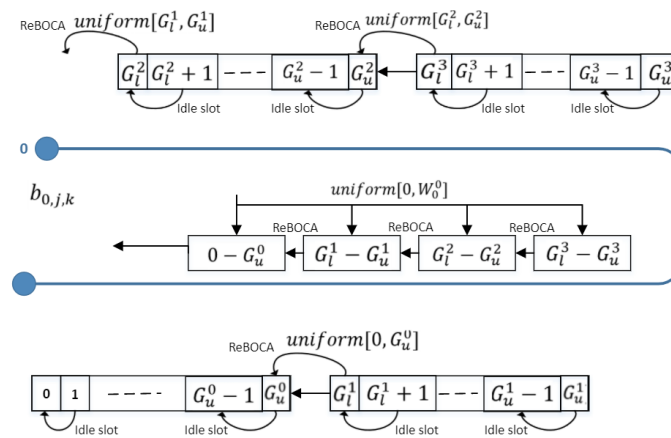 ReBOCA uniform[G_l^1, G_u^1] ReBOCA uniform[G_l^2, G_u^2]
G_l^2 G_l^2 + 1 G_u^2 − 1 G_u^2 G_l^3 G_l^3 + 1 G_u^3 − 1 G_u^3
Idle slot Idle slot Idle slot Idle slot
0
b_{0,j,k} uniform[0, W_0^0]
ReBOCA ReBOCA ReBOCA
0 − G_u^0 G_l^1 − G_u^1 G_l^2 − G_u^2 G_l^3 − G_u^3
ReBOCA uniform[0, G_u^0]
0 1 G_u^0 − 1 G_u^0 G_l^1 G_l^1 + 1 G_u^1 − 1 G_u^1
Idle slot Idle slot Idle slot Idle slot